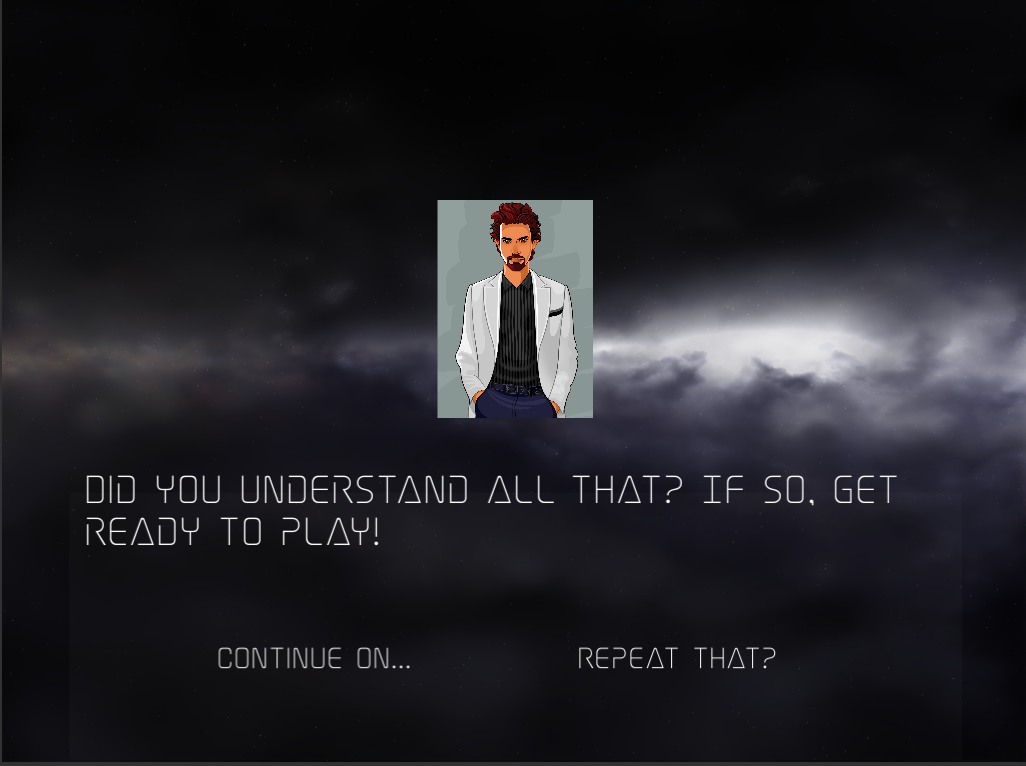 DID YOU UNDERSTAND ALL THAT? IF SO, GET
READY TO PLAY!
CONTINUE ON...
REPEAT THAT?